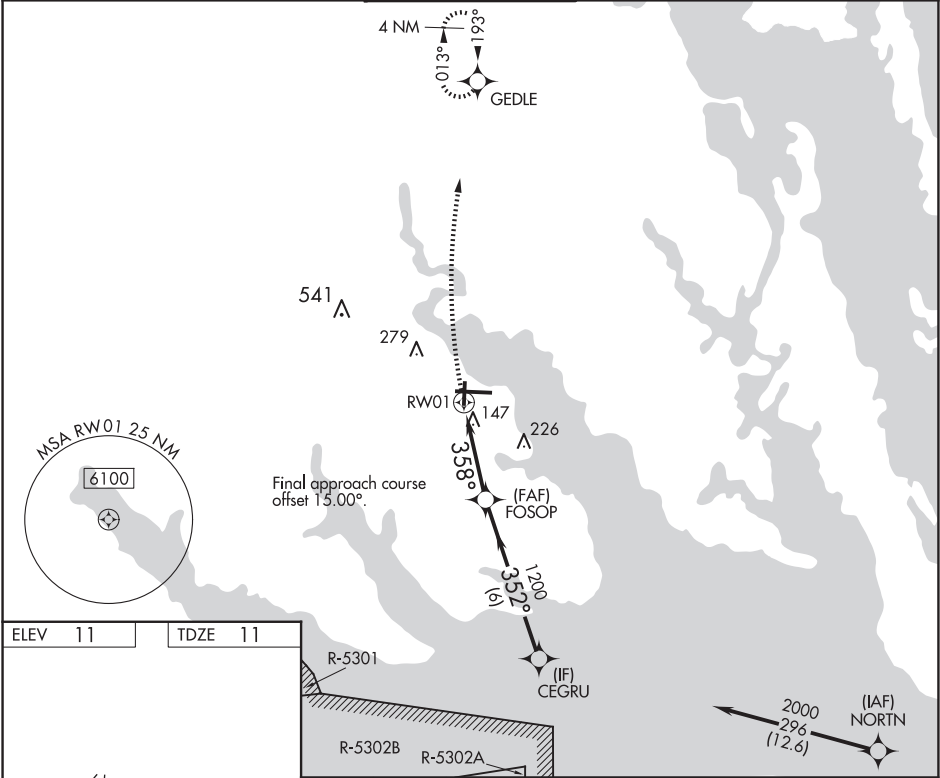 4 NM
193°
013°
GEDLE
541
279
RW01
147
226
MSA RW01 25 NM
6100
358°
Final approach course
offset 15.00°.
(FAF)
FOSOP
1200
352°
(6)
ELEV 11
TDZE 11
R-5301
(IF)
CEGRU
(IAF)
NORTN
2000
296
(12.6)
R-5302B
R-5302A